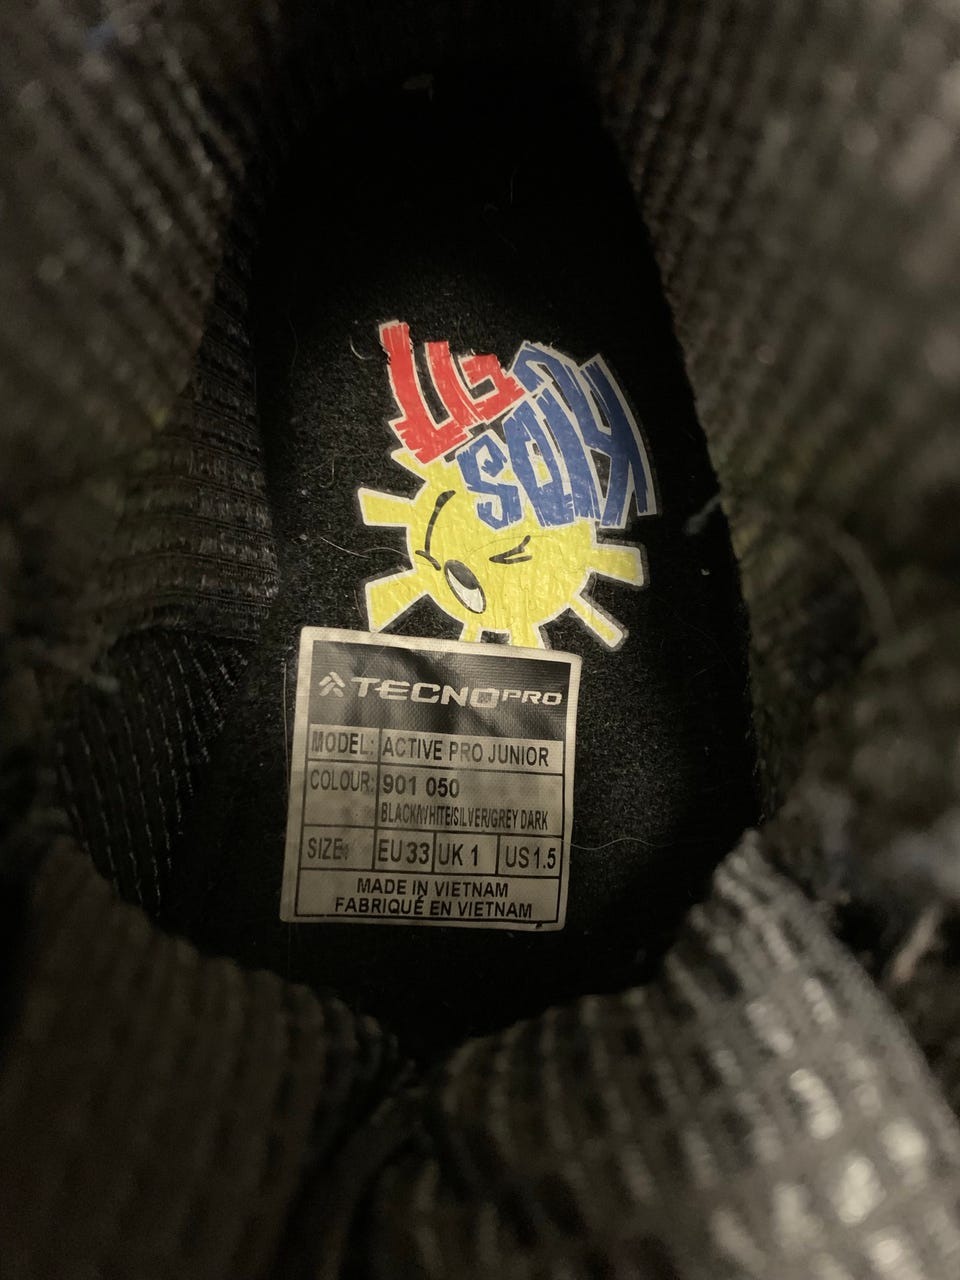 KIDS
TECNOPRO
MODEL: ACTIVE PRO JUNIOR
COLOUR: 901 050
BLACK/WHITE/SILVER/GREY DARK
SIZE: EU 33 UK 1 US 1.5
MADE IN VIETNAM
FABRIQUÉ EN VIETNAM